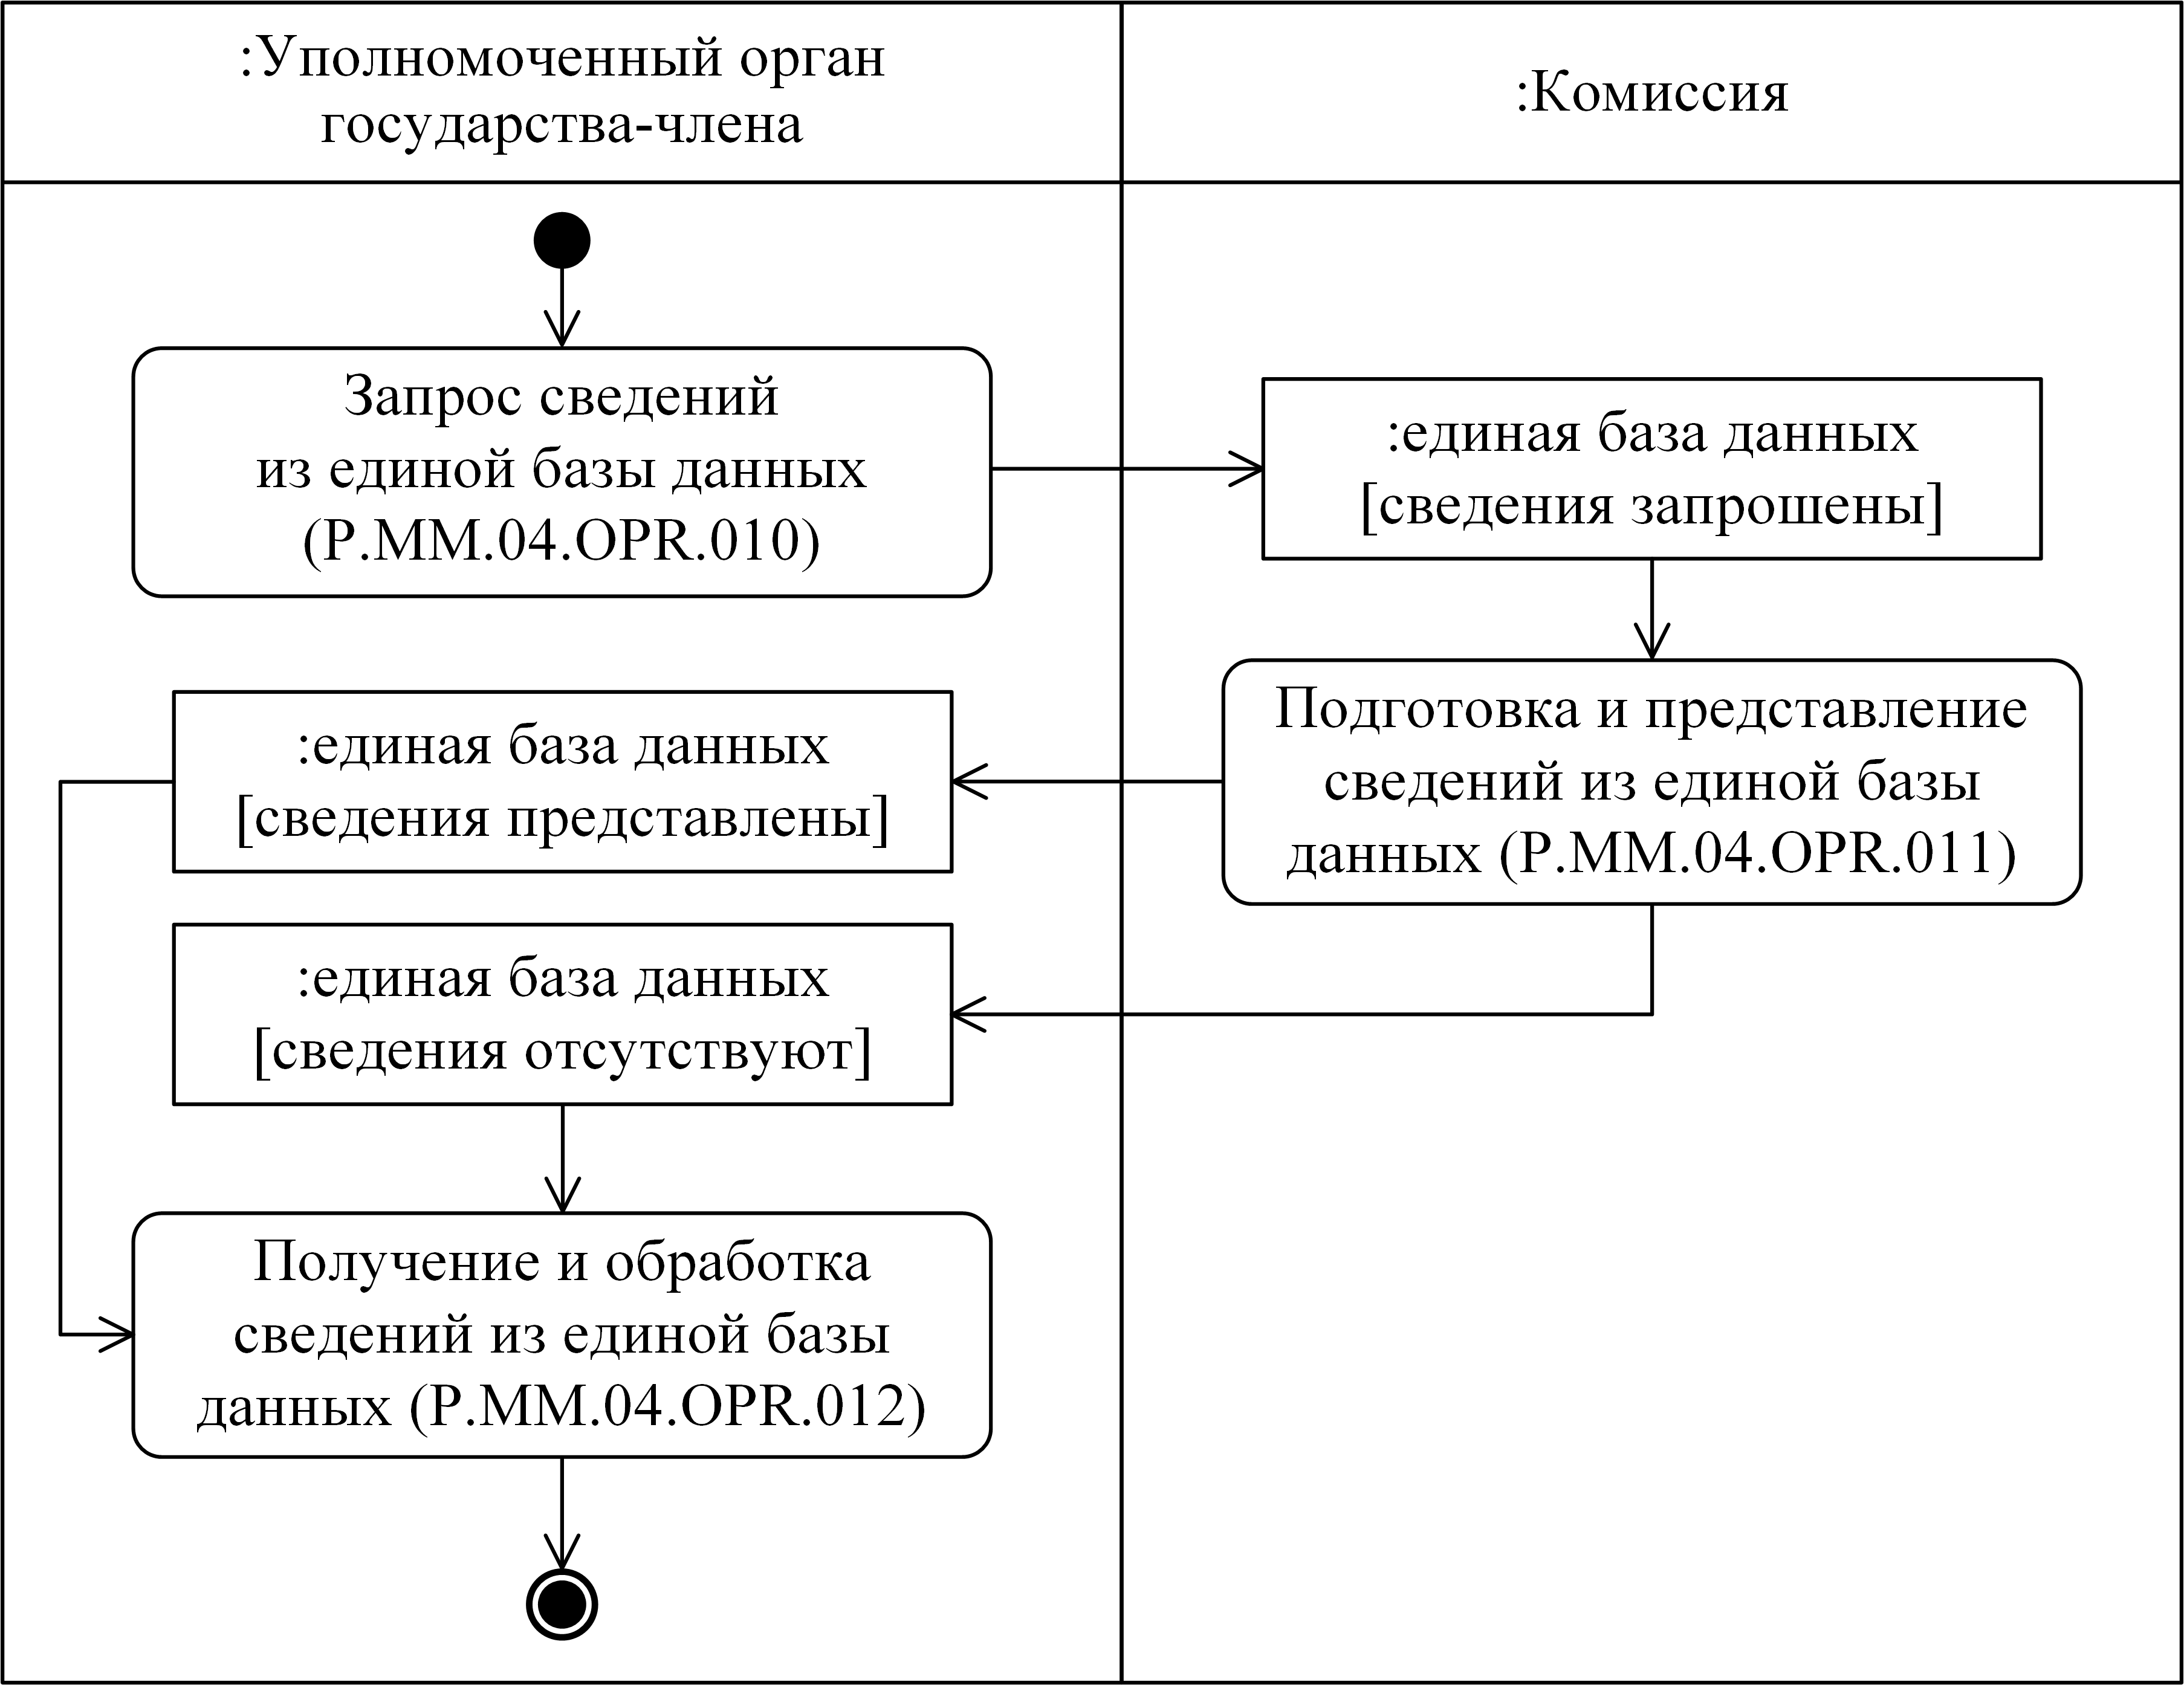 :Уполномоченный орган
государства-члена
:Комиссия
Запрос сведений
из единой базы данных
(P.MM.04.OPR.010)
:единая база данных
[сведения запрошены]
Подготовка и представление
сведений из единой базы
данных (P.MM.04.OPR.011)
:единая база данных
[сведения представлены]
:единая база данных
[сведения отсутствуют]
Получение и обработка
сведений из единой базы
данных (P.MM.04.OPR.012)